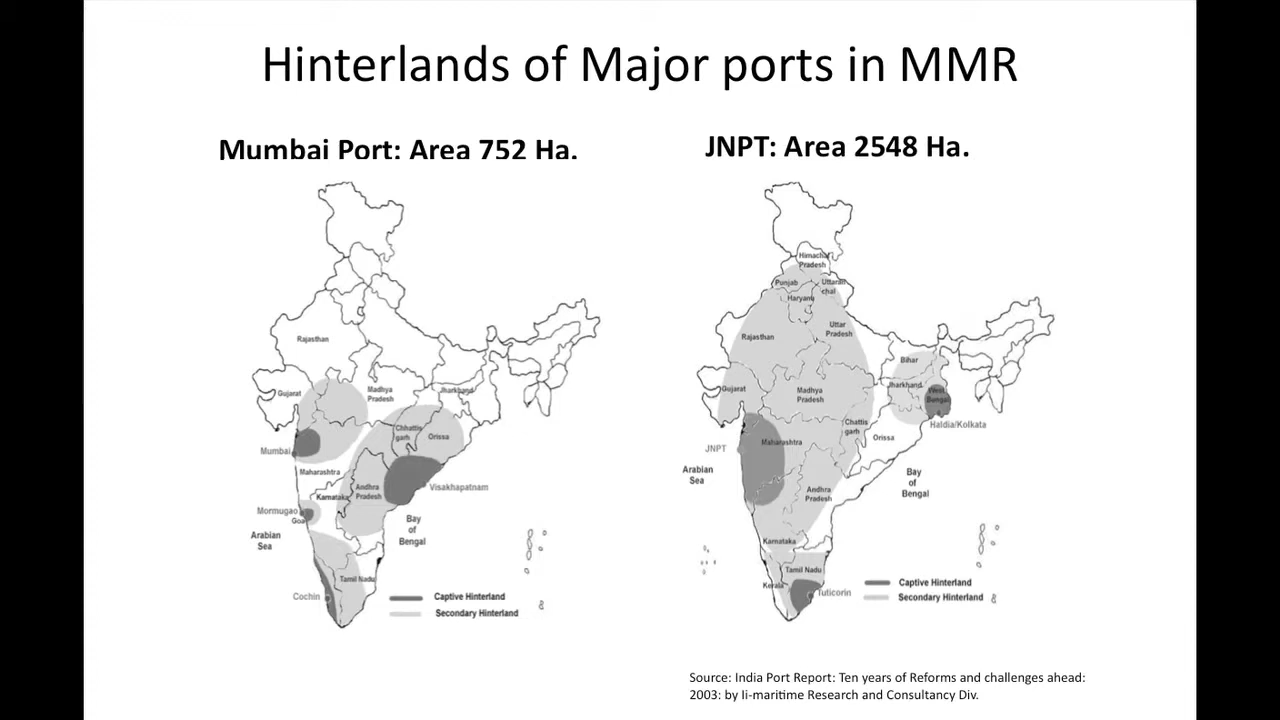 Hinterlands of Major ports in MMR
Mumbai Port: Area 752 Ha.
JNPT: Area 2548 Ha.
Rajasthan
Gujarat
Madhya
Pradesh
Jharkhand
Chhattis
garh
Orissa
Mumbai
Maharashtra
Andhra
Pradesh
Visakhapatnam
Karnataka
Mormugao
Goa
Arabian
Sea
Bay
of
Bengal
Tamil Nadu
Cochin
Captive Hinterland
Secondary Hinterland
Himachal
Pradesh
Punjab
Uttaran
chal
Haryana
Uttar
Pradesh
Rajasthan
Bihar
Gujarat
Madhya
Pradesh
Jharkhand
West
Bengal
Haldia/Kolkata
Chattis
garh
Orissa
JNPT
Maharashtra
Arabian
Sea
Andhra
Pradesh
Bay
of
Bengal
Karnataka
Tamil Nadu
Kerala
Tuticorin
Captive Hinterland
Secondary Hinterland
Source: India Port Report: Ten years of Reforms and challenges ahead:
2003: by Ii-maritime Research and Consultancy Div.